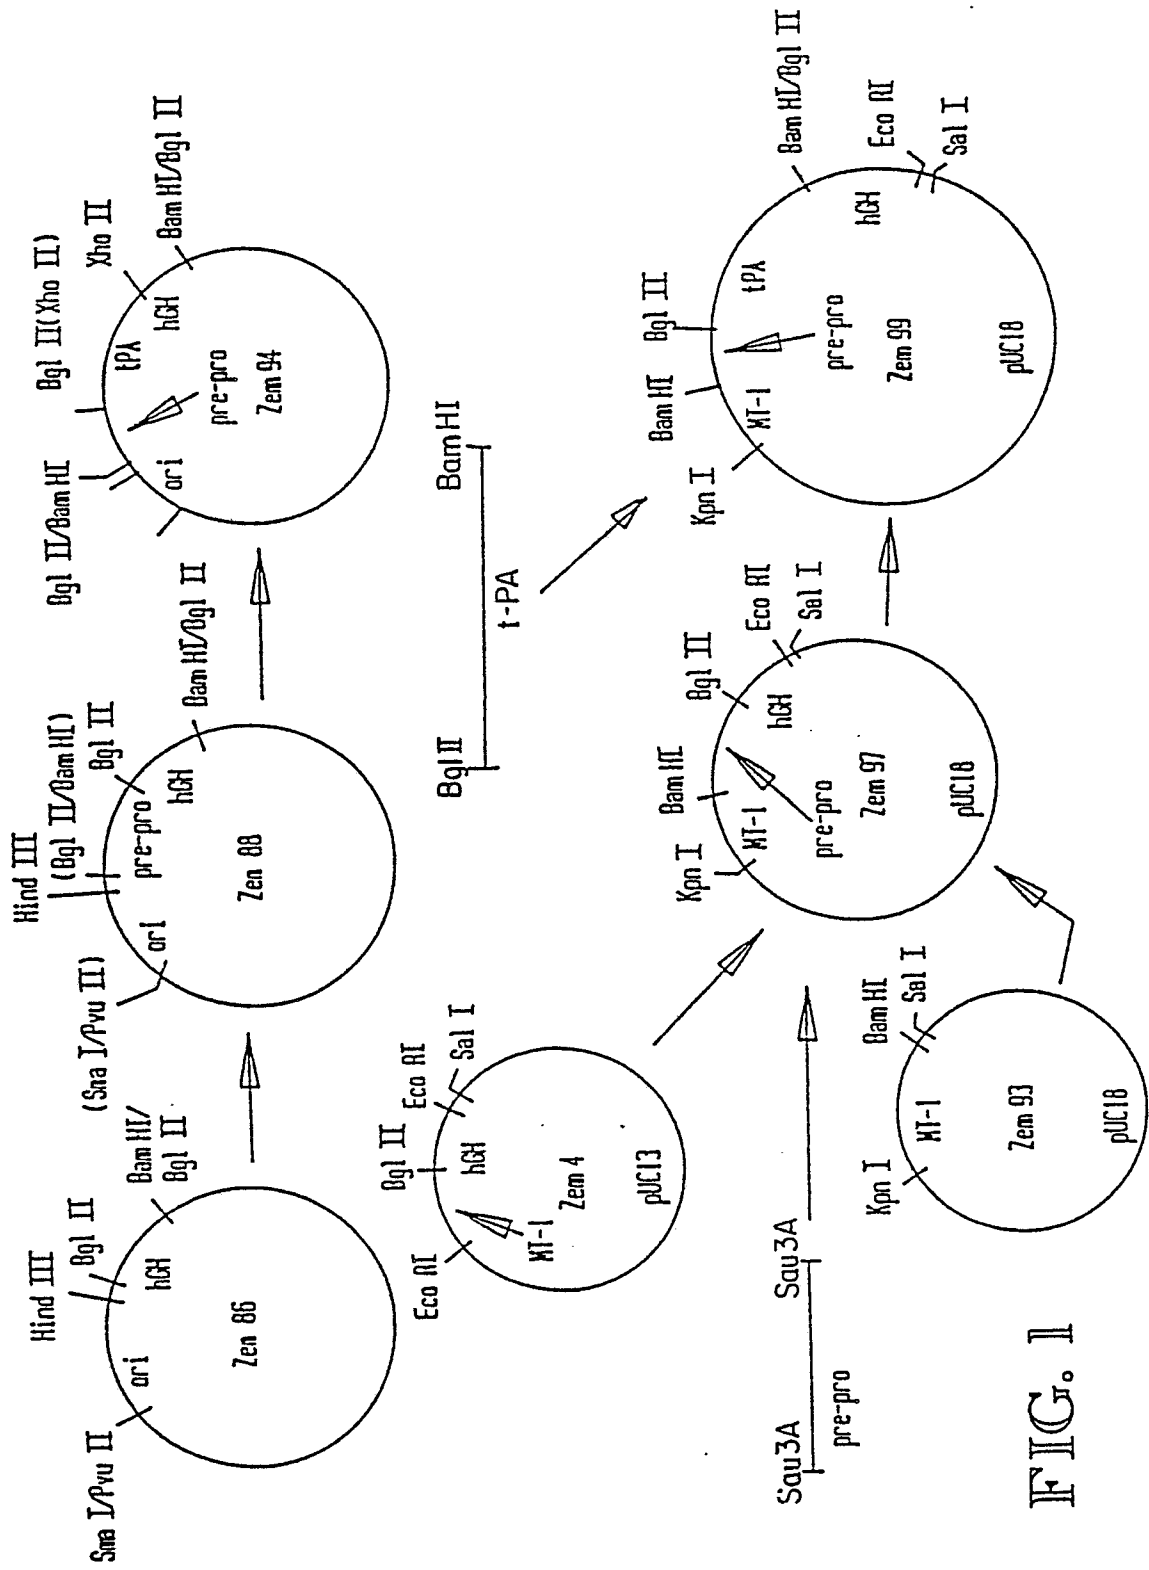 Sma I/Pvu II
Hind III
Bgl II
Bam HI/
Bgl II
ori
hGH
Zen 86
(Sna I/Pvu II)
Hind III
(Bgl II/Bam HI)
Bgl II
Bam HI/Bgl II
ori
pre-pro
hGH
Zen 88
Bgl II/Bam HI
Bgl II(Xho II)
Xho II
Bam HI/Bgl II
ori
tPA
hGH
pre-pro
Zem 94
Eco RI
Bgl II
Eco RI
Sal I
hGH
MT-1
Zem 4
pUC13
Bgl II
BamHI
t-PA
Sau3A
Sau3A
pre-pro
Kpn I
Bam HI
Sal I
MT-1
Zem 93
pUC18
Kpn I
Bam HI
Bgl II
Eco RI
Sal I
MT-1
hGH
pre-pro
Zem 97
pUC18
Kpn I
Bam HI
Bgl II
Bam HI/Bgl II
Eco RI
Sal I
MT-1
tPA
hGH
pre-pro
Zem 99
pUC18
FIG. 1